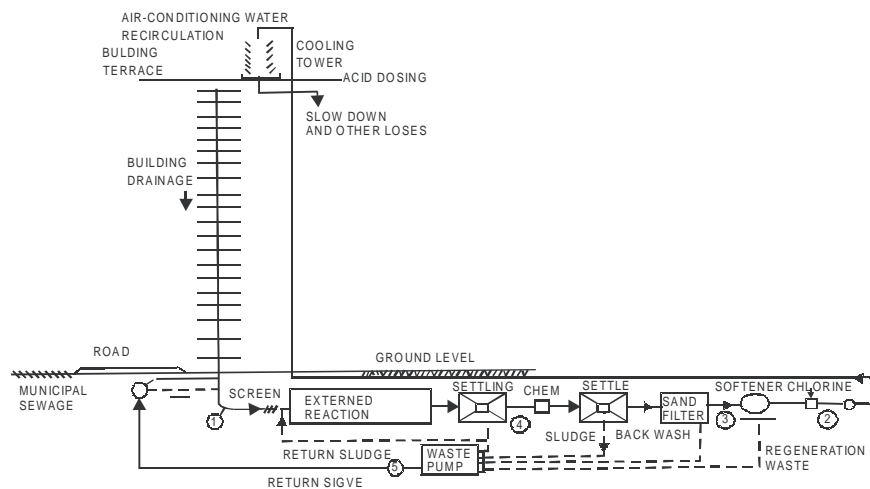 AIR-CONDITIONING WATER
RECIRCULATION
BULDING
TERRACE
COOLING
TOWER
ACID DOSING
SLOW DOWN
AND OTHER LOSES
BUILDING
DRAINAGE
ROAD
GROUND LEVEL
MUNICIPAL
SEWAGE
SCREEN
1
EXTERNED
REACTION
SETTLING
4
CHEM
SETTLE
SAND
FILTER
3
SOFTENER CHLORINE
2
SLUDGE
BACK WASH
REGENERATION
WASTE
RETURN SLUDGE
WASTE
PUMP
5
RETURN SIGVE